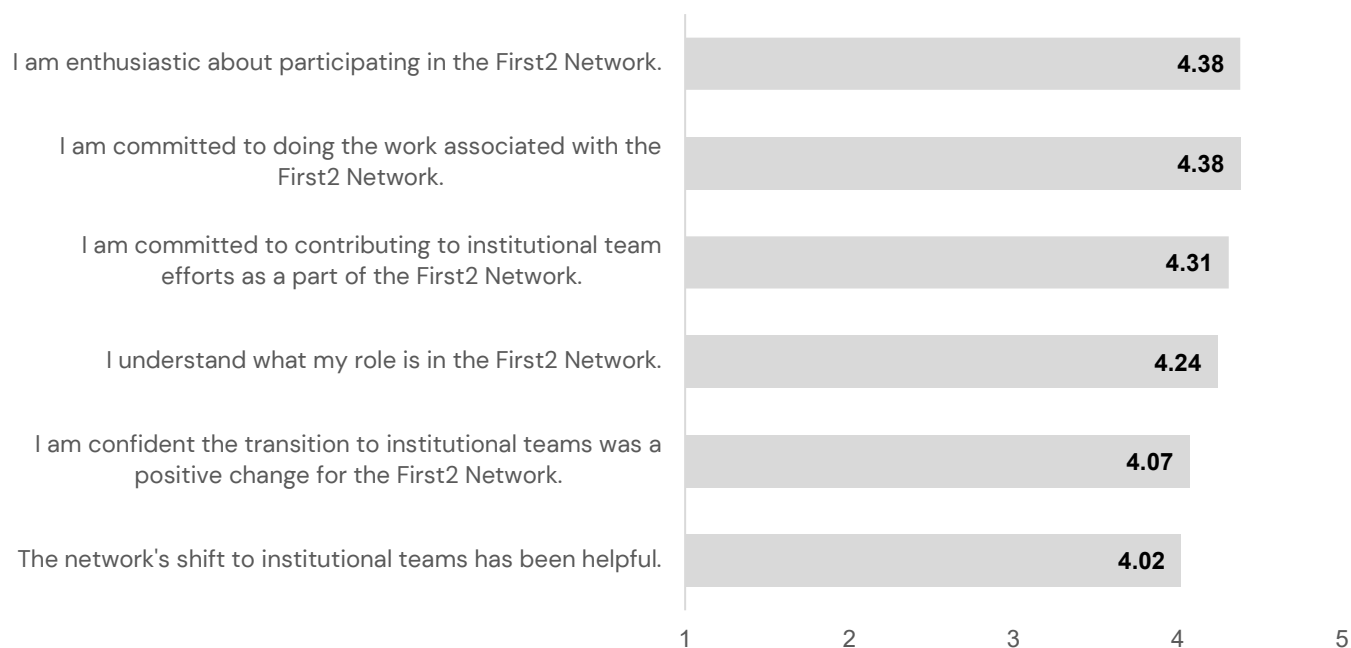 I am enthusiastic about participating in the First2 Network.
4.38
I am committed to doing the work associated with the
First2 Network.
4.38
I am committed to contributing to institutional team
efforts as a part of the First2 Network.
4.31
I understand what my role is in the First2 Network.
4.24
I am confident the transition to institutional teams was a
positive change for the First2 Network.
4.07
The network's shift to institutional teams has been helpful.
4.02
1 2 3 4 5